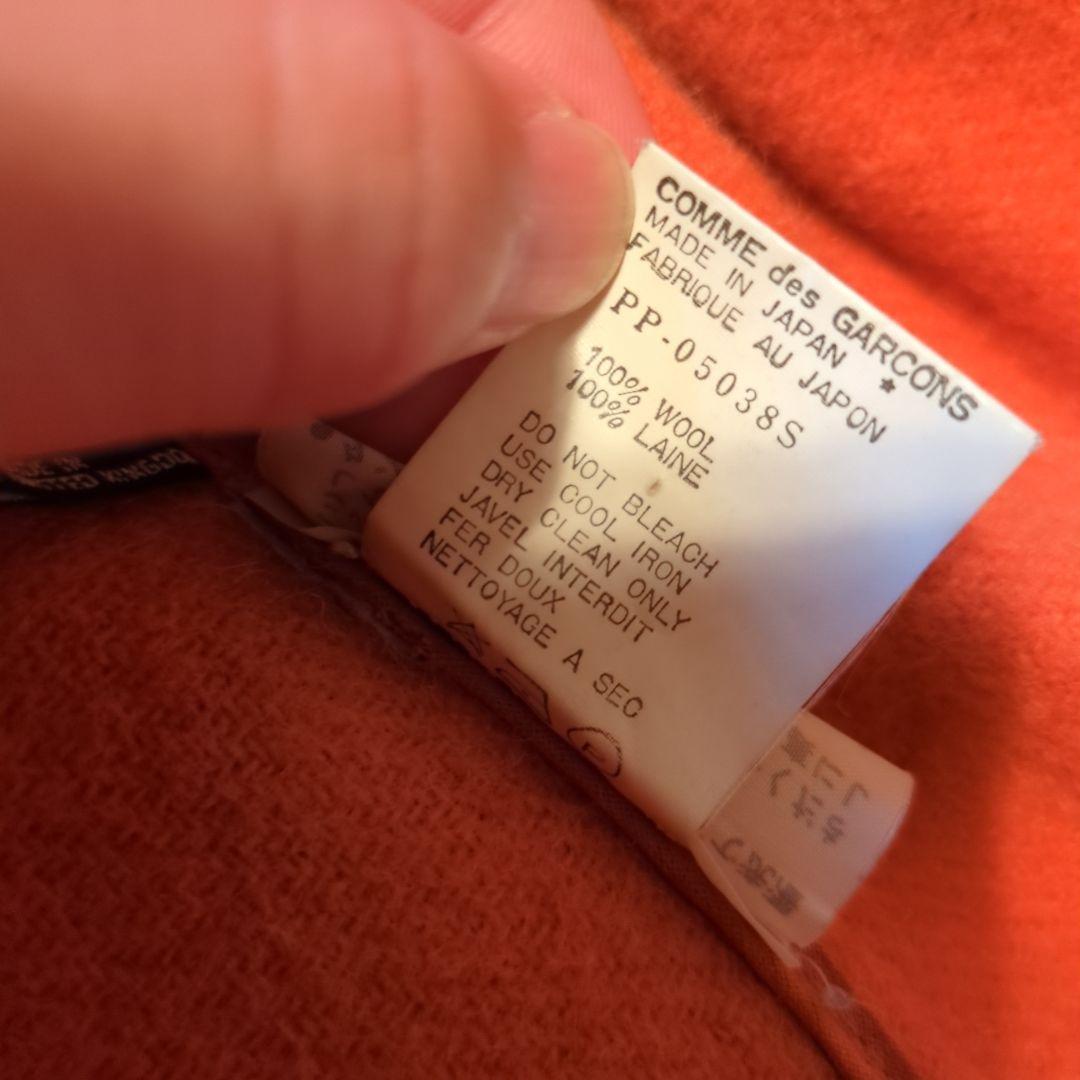 COMME des GARCONS
MADE IN JAPAN *
FABRIQUE AU JAPON
PP-05038S
100% WOOL
100% LAINE
DO NOT BLEACH
USE COOL IRON
DRY CLEAN ONLY
JAVEL INTERDIT
FER DOUX
NETTOYAGE A SEC